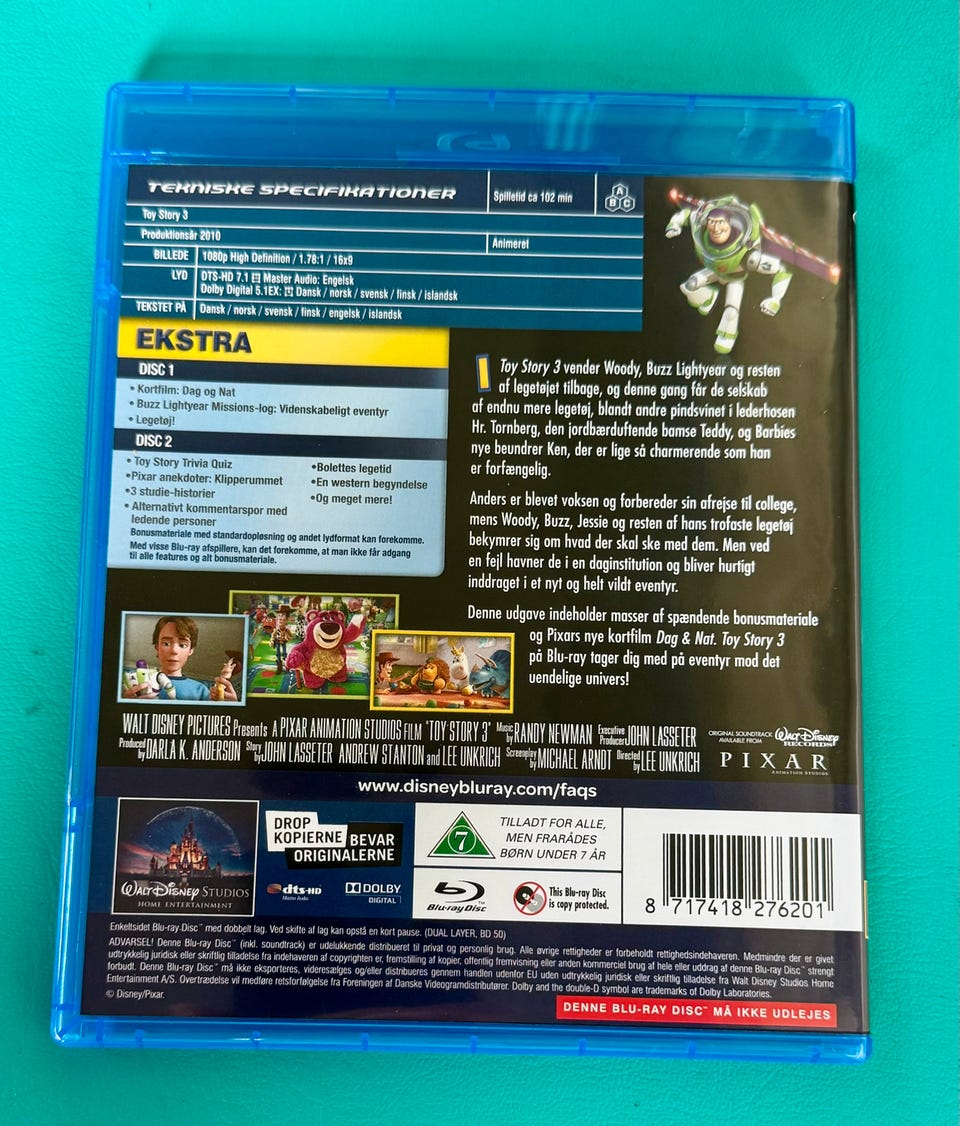 TEKNISKE SPECIFIKATIONER
Spilletid ca 102 min
A
B C
Toy Story 3
Produktionsår 2010
Animeret
BILLEDE 1080p High Definition / 1.78:1 / 16x9
LYD DTS-HD 7.1 Master Audio: Engelsk
Dolby Digital 5.1EX: Dansk / norsk / svensk / finsk / islandsk
TEKSTET PÅ Dansk / norsk / svensk / finsk / engelsk / islandsk
EKSTRA
DISC 1
• Kortfilm: Dag og Nat
• Buzz Lightyear Missions-log: Videnskabeligt eventyr
• Legetøj!
DISC 2
• Toy Story Trivia Quiz
•Pixar anekdoter: Klipperummet
•3 studie-historier
• Alternativt kommentarspor med
ledende personer
•Bolettes legetid
•En western begyndelse
•Og meget mere!
Bonusmateriale med standardopløsning og andet lydformat kan forekomme.
Med visse Blu-ray afspillere, kan det forekomme, at man ikke får adgang
til alle features og alt bonusmateriale.
I Toy Story 3 vender Woody, Buzz Lightyear og resten
af legetøjet tilbage, og denne gang får de selskab
af endnu mere legetøj, blandt andre pindsvinet i lederhosen
Hr. Tornberg, den jordbærduftende bamse Teddy, og Barbies
nye beundrer Ken, der er lige så charmerende som han
er forfængelig.
Anders er blevet voksen og forbereder sin afrejse til college,
mens Woody, Buzz, Jessie og resten af hans trofaste legetøj
bekymrer sig om hvad der skal ske med dem. Men ved
en fejl havner de i en daginstitution og bliver hurtigt
inddraget i et nyt og helt vildt eventyr.
Denne udgave indeholder masser af spændende bonusmateriale
og Pixars nye kortfilm Dag & Nat. Toy Story 3
på Blu-ray tager dig med på eventyr mod det
uendelige univers!
WALT DISNEY PICTURES Presents A PIXAR ANIMATION STUDIOS FILM "TOY STORY 3" Music by RANDY NEWMAN Executive Producer JOHN LASSETER
Produced by DARLA K. ANDERSON Story by JOHN LASSETER ANDREW STANTON and LEE UNKRICH Screenplay by MICHAEL ARNDT Directed by LEE UNKRICH
ORIGINAL SOUNDTRACK
AVAILABLE FROM
WALT DISNEY
RECORDS
PIXAR
ANIMATION STUDIOS
www.disneybluray.com/faqs
WALT DISNEY STUDIOS
HOME ENTERTAINMENT
DROP
KOPIERNE BEVAR
ORIGINALERNE
dts-HD
Master Audio
DOLBY
DIGITAL
7
TILLADT FOR ALLE,
MEN FRARÅDES
BØRN UNDER 7 ÅR
Blu-ray Disc™
This Blu-ray Disc
is copy protected.
8 717418 276201
Enkeltsidet Blu-ray Disc™ med dobbelt lag. Ved skifte af lag kan opstå en kort pause. (DUAL LAYER, BD 50)
ADVARSEL! Denne Blu-ray Disc™ (inkl. soundtrack) er udelukkende distribueret til privat og personlig brug. Alle øvrige rettigheder er forbeholdt rettighedsindehaveren. Medmindre der er givet
udtrykkelig juridisk eller skriftlig tilladelse fra indehaveren af copyrighten er, fremstilling af kopier, offentlig fremvisning eller anden kommerciel brug af hele eller uddrag af denne Blu-ray Disc™ strengt
forbudt. Denne Blu-ray Disc™ må ikke eksporteres, videresælges og/eller distribueres gennem handlen udenfor EU uden udtrykkelig juridisk eller skriftlig tilladelse fra Walt Disney Studios Home
Entertainment A/S. Overtrædelse vil medføre retsforfølgelse fra Foreningen af Danske Videogramdistributører. Dolby and the double-D symbol are trademarks of Dolby Laboratories.
© Disney/Pixar.
DENNE BLU-RAY DISC™ MÅ IKKE UDLEJES